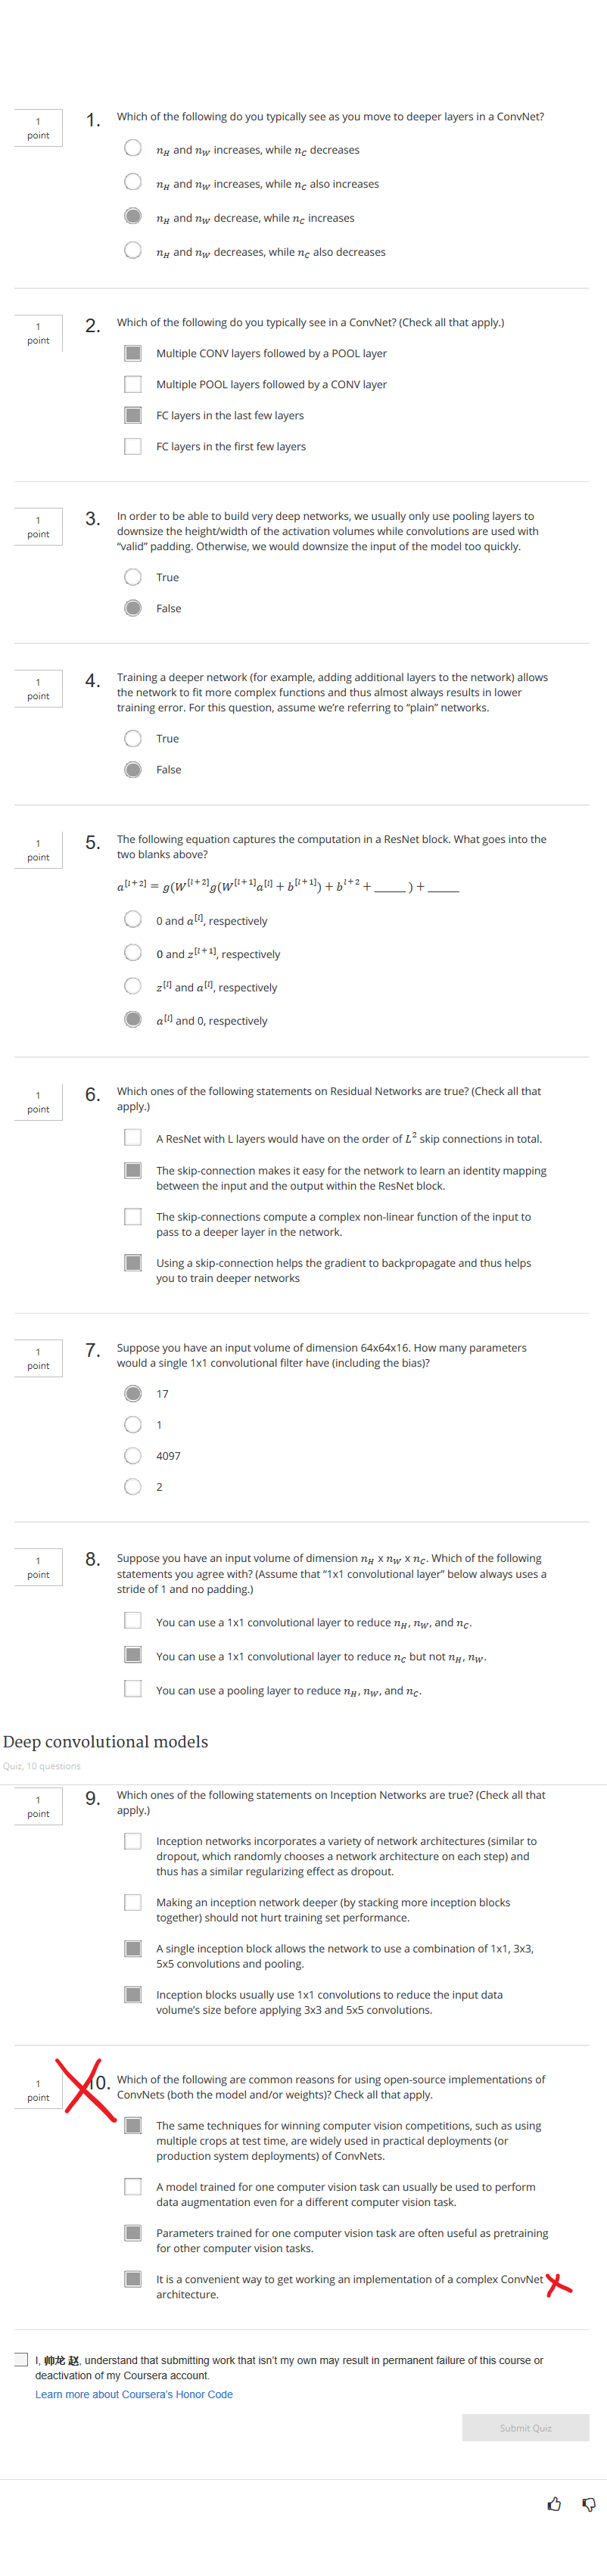 1
point
1.
Which of the following do you typically see as you move to deeper layers in a ConvNet?
n_H and n_W increases, while n_C decreases
n_H and n_W increases, while n_C also increases
n_H and n_W decrease, while n_C increases
n_H and n_W decreases, while n_C also decreases
1
point
2.
Which of the following do you typically see in a ConvNet? (Check all that apply.)
Multiple CONV layers followed by a POOL layer
Multiple POOL layers followed by a CONV layer
FC layers in the last few layers
FC layers in the first few layers
1
point
3.
In order to be able to build very deep networks, we usually only use pooling layers to
downsize the height/width of the activation volumes while convolutions are used with
“valid” padding. Otherwise, we would downsize the input of the model too quickly.
True
False
1
point
4.
Training a deeper network (for example, adding additional layers to the network) allows
the network to fit more complex functions and thus almost always results in lower
training error. For this question, assume we’re referring to “plain” networks.
True
False
1
point
5.
The following equation captures the computation in a ResNet block. What goes into the
two blanks above?
a^[l+2] = g(W^[l+2]g(W^[l+1]a^[l] + b^[l+1]) + b^l+2 + _____ ) + _____
0 and a^[l], respectively
0 and z^[l+1], respectively
z^[l] and a^[l], respectively
a^[l] and 0, respectively
1
point
6.
Which ones of the following statements on Residual Networks are true? (Check all that
apply.)
A ResNet with L layers would have on the order of L² skip connections in total.
The skip-connection makes it easy for the network to learn an identity mapping
between the input and the output within the ResNet block.
The skip-connections compute a complex non-linear function of the input to
pass to a deeper layer in the network.
Using a skip-connection helps the gradient to backpropagate and thus helps
you to train deeper networks
1
point
7.
Suppose you have an input volume of dimension 64x64x16. How many parameters
would a single 1x1 convolutional filter have (including the bias)?
17
1
4097
2
1
point
8.
Suppose you have an input volume of dimension n_H x n_W x n_C. Which of the following
statements you agree with? (Assume that “1x1 convolutional layer” below always uses a
stride of 1 and no padding.)
You can use a 1x1 convolutional layer to reduce n_H, n_W, and n_C.
You can use a 1x1 convolutional layer to reduce n_C but not n_H, n_W.
You can use a pooling layer to reduce n_H, n_W, and n_C.
Deep convolutional models
Quiz, 10 questions
1
point
9.
Which ones of the following statements on Inception Networks are true? (Check all that
apply.)
Inception networks incorporates a variety of network architectures (similar to
dropout, which randomly chooses a network architecture on each step) and
thus has a similar regularizing effect as dropout.
Making an inception network deeper (by stacking more inception blocks
together) should not hurt training set performance.
A single inception block allows the network to use a combination of 1x1, 3x3,
5x5 convolutions and pooling.
Inception blocks usually use 1x1 convolutions to reduce the input data
volume’s size before applying 3x3 and 5x5 convolutions.
1
point
10.
Which of the following are common reasons for using open-source implementations of
ConvNets (both the model and/or weights)? Check all that apply.
The same techniques for winning computer vision competitions, such as using
multiple crops at test time, are widely used in practical deployments (or
production system deployments) of ConvNets.
A model trained for one computer vision task can usually be used to perform
data augmentation even for a different computer vision task.
Parameters trained for one computer vision task are often useful as pretraining
for other computer vision tasks.
It is a convenient way to get working an implementation of a complex ConvNet
architecture.
I, 帅龙 赵, understand that submitting work that isn’t my own may result in permanent failure of this course or
deactivation of my Coursera account.
Learn more about Coursera’s Honor Code
Submit Quiz